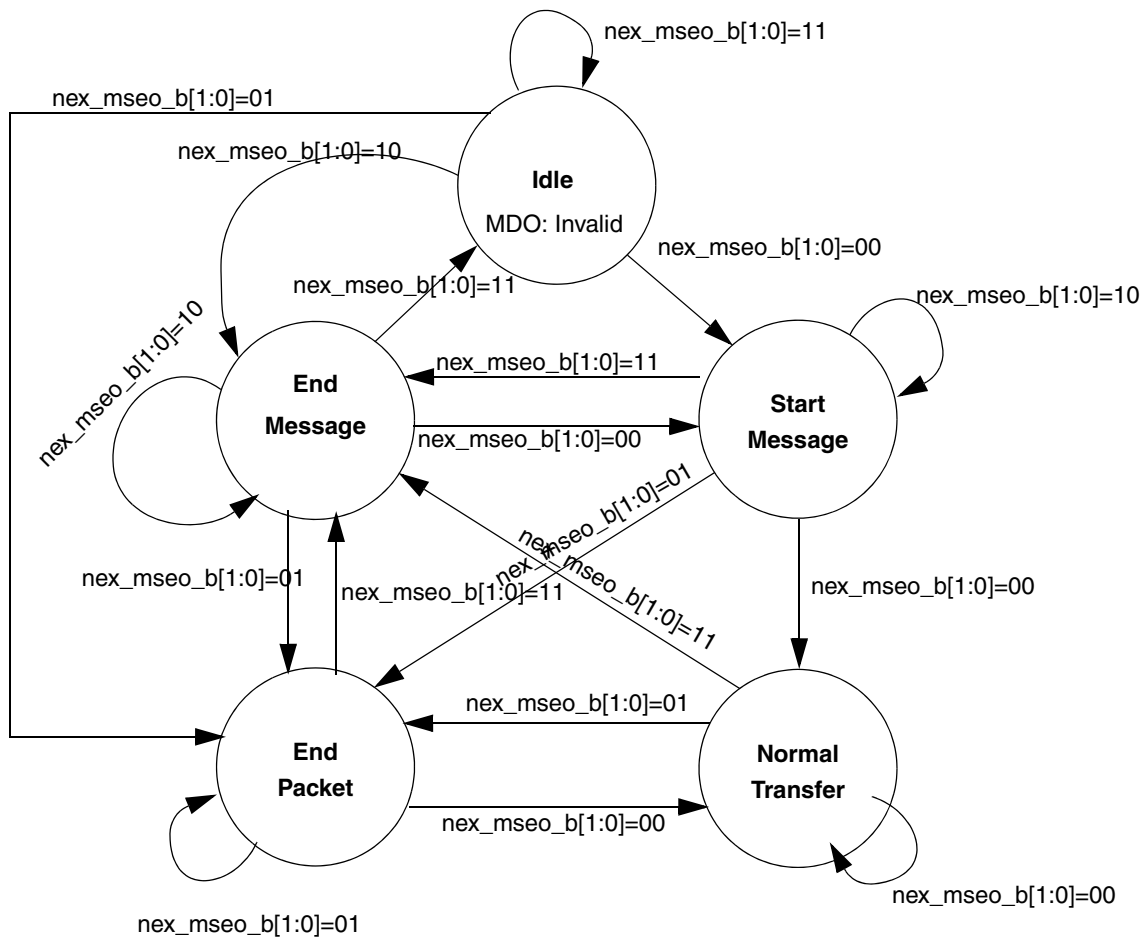 nex_mseo_b[1:0]=11
nex_mseo_b[1:0]=01
nex_mseo_b[1:0]=10
Idle
MDO: Invalid
nex_mseo_b[1:0]=00
nex_mseo_b[1:0]=11
nex_mseo_b[1:0]=10
nex_mseo_b[1:0]=10
nex_mseo_b[1:0]=11
End
Message
Start
Message
nex_mseo_b[1:0]=00
nex_mseo_b[1:0]=01
nex_mseo_b[1:0]=11
nex_mseo_b[1:0]=01
nex_mseo_b[1:0]=11
nex_mseo_b[1:0]=00
nex_mseo_b[1:0]=01
End
Packet
Normal
Transfer
nex_mseo_b[1:0]=00
nex_mseo_b[1:0]=00
nex_mseo_b[1:0]=01